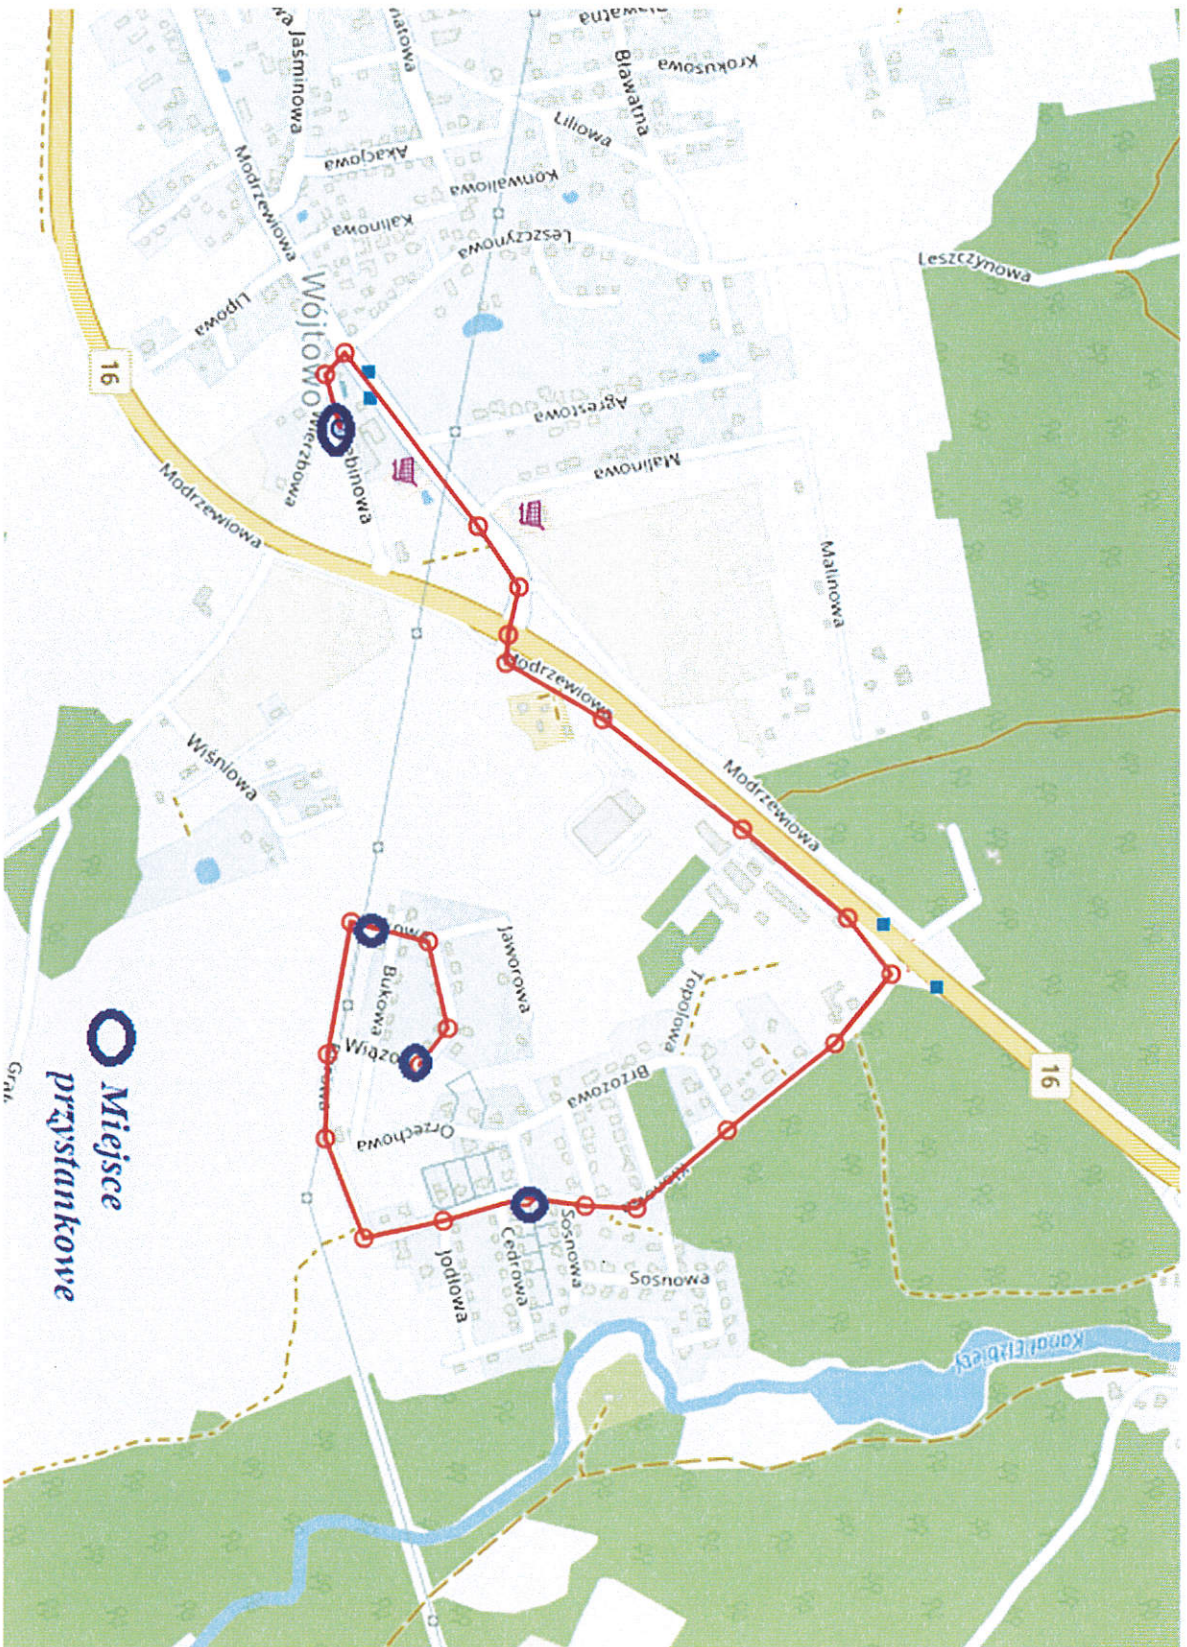 Jaśminowa
Akacjowa
Modrzewiowa
Kalinowa
Konwaliowa
Liliowa
Bławatna
Krokusowa
Leszczynowa
Leszczynowa
Lipowa
Wójtowo
16
Agrestowa
Malinowa
Malinowa
Modrzewiowa
Modrzewiowa
Modrzewiowa
Wiśniowa
Jaworowa
Bukowa
Topolowa
Brzozowa
Orzechowa
16
Sosnowa
Sosnowa
Cedrowa
Jodłowa
Kanał Elżbiety
Miejsce
przystankowe